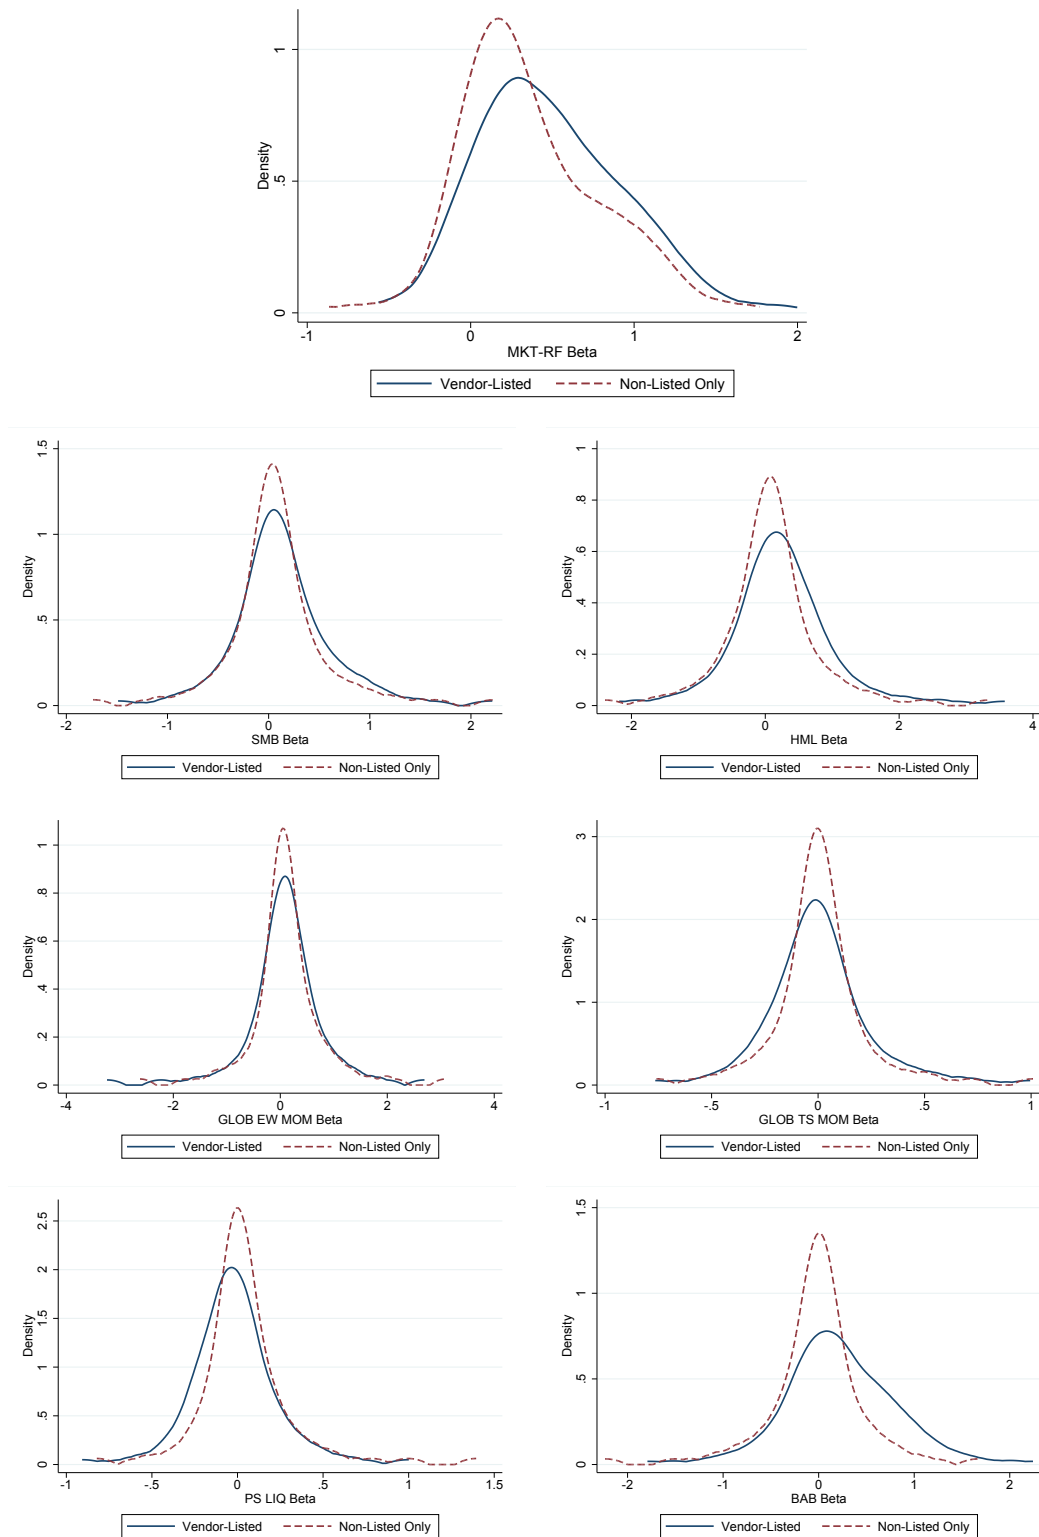 1
.5
0
Density
-1 0 1 2
MKT-RF Beta
Vendor-Listed Non-Listed Only
1.5
1
.5
0
Density
-2 -1 0 1 2
SMB Beta
Vendor-Listed Non-Listed Only
1
.8
.6
.4
.2
0
Density
-2 0 2 4
HML Beta
Vendor-Listed Non-Listed Only
1
.8
.6
.4
.2
0
Density
-4 -2 0 2 4
GLOB EW MOM Beta
Vendor-Listed Non-Listed Only
3
2
1
0
Density
-1 -.5 0 .5 1
GLOB TS MOM Beta
Vendor-Listed Non-Listed Only
2.5
2
1.5
1
.5
0
Density
-1 -.5 0 .5 1 1.5
PS LIQ Beta
Vendor-Listed Non-Listed Only
1.5
1
.5
0
Density
-2 -1 0 1 2
BAB Beta
Vendor-Listed Non-Listed Only